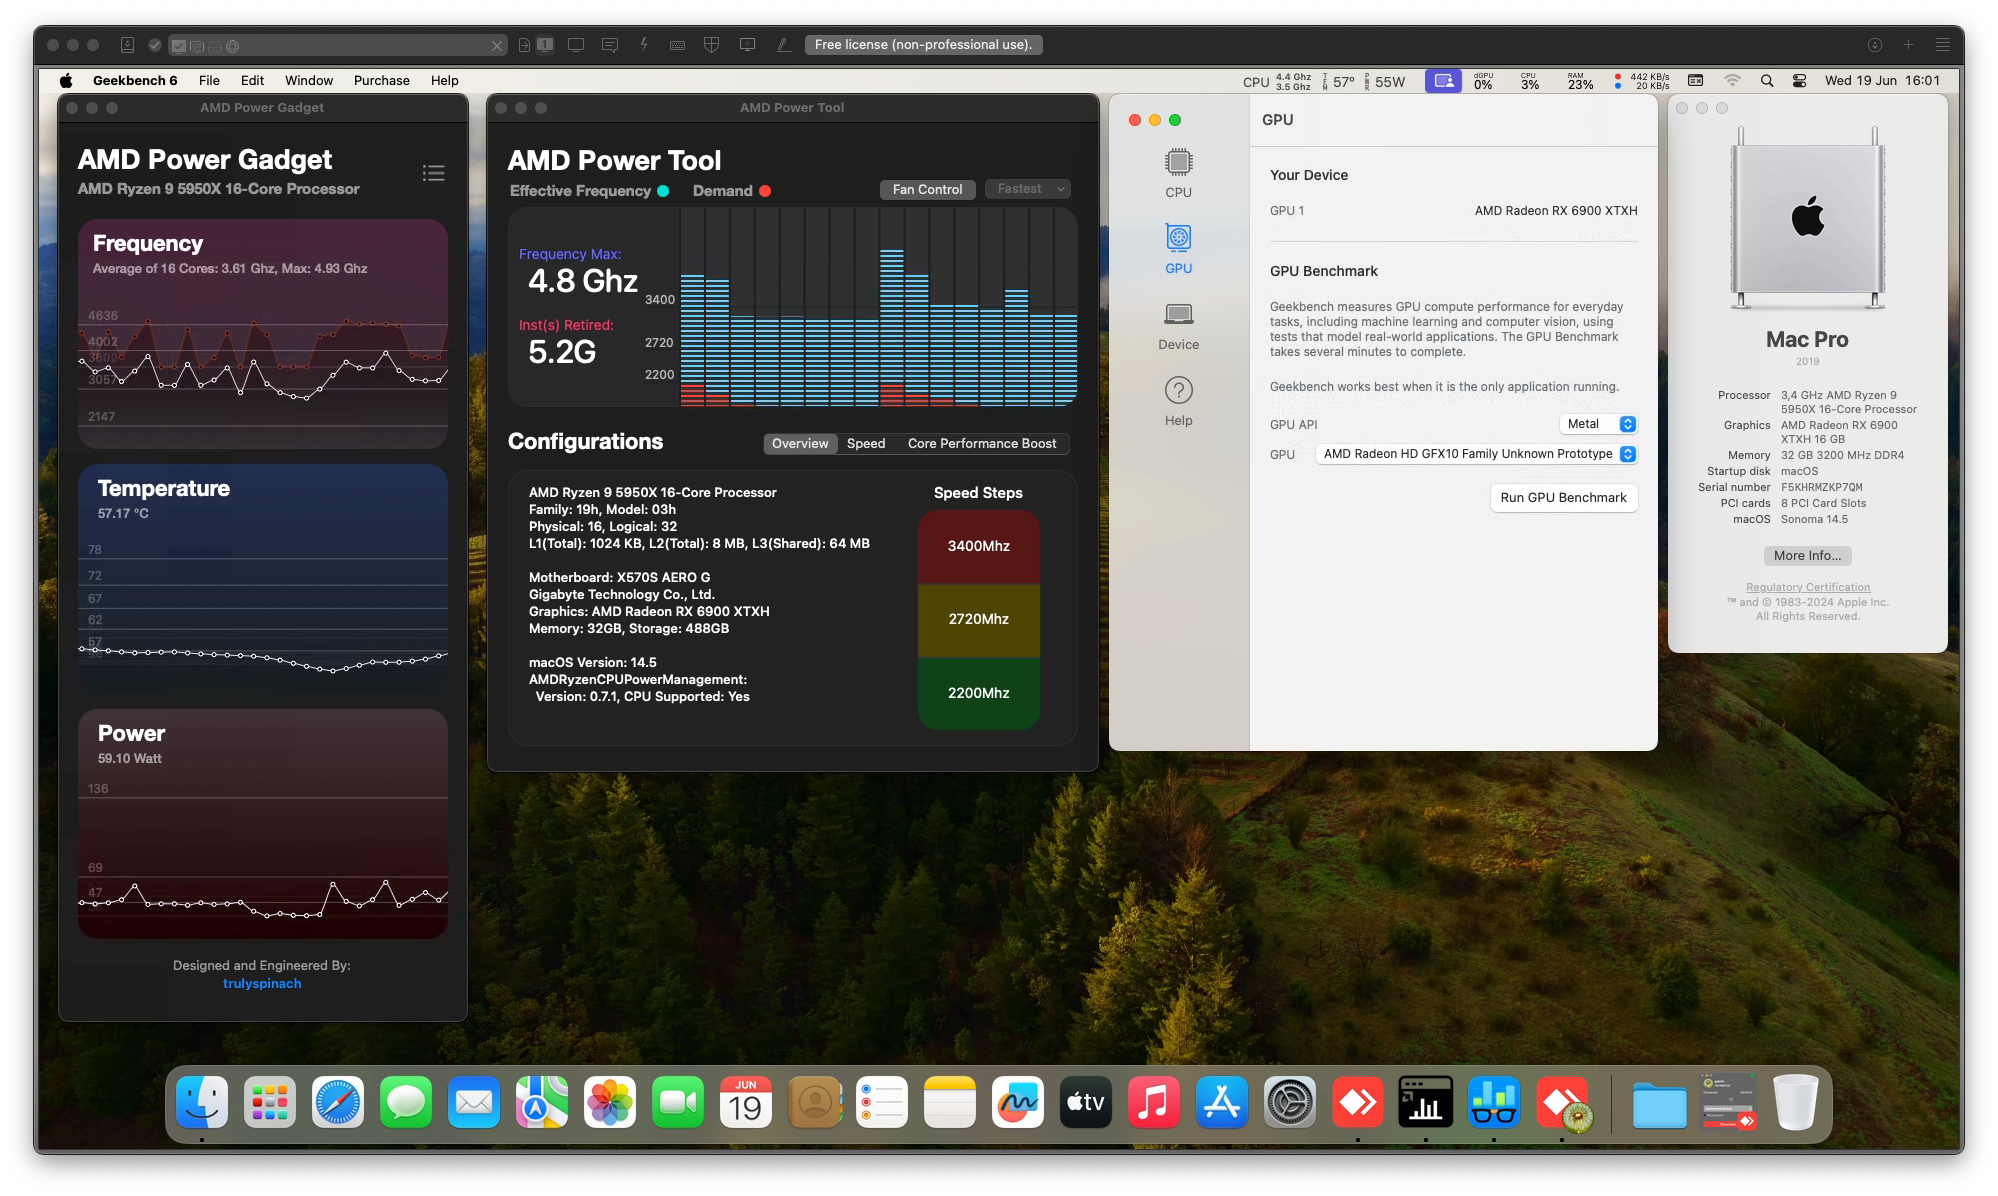 1
Free license (non-professional use).
Geekbench 6 File Edit Window Purchase Help
CPU 4.4 Ghz 3.5 Ghz TEM 57° PWR 55W dGPU 0% CPU 3% RAM 23% 442 KB/s 20 KB/s Wed 19 Jun 16:01
AMD Power Gadget
AMD Power Gadget
AMD Ryzen 9 5950X 16-Core Processor
Frequency
Average of 16 Cores: 3.61 Ghz, Max: 4.93 Ghz
4636
4002
3057
2147
Temperature
57.17 °C
78
72
67
62
57
Power
59.10 Watt
136
69
47
Designed and Engineered By:
trulyspinach
AMD Power Tool
AMD Power Tool
Effective Frequency Demand Fan Control Fastest
Frequency Max:
4.8 Ghz
Inst(s) Retired:
5.2G
3400
2720
2200
Configurations Overview Speed Core Performance Boost
AMD Ryzen 9 5950X 16-Core Processor
Family: 19h, Model: 03h
Physical: 16, Logical: 32
L1(Total): 1024 KB, L2(Total): 8 MB, L3(Shared): 64 MB
Motherboard: X570S AERO G
Gigabyte Technology Co., Ltd.
Graphics: AMD Radeon RX 6900 XTXH
Memory: 32GB, Storage: 488GB
macOS Version: 14.5
AMDRyzenCPUPowerManagement:
Version: 0.7.1, CPU Supported: Yes
Speed Steps
3400Mhz
2720Mhz
2200Mhz
CPU
GPU
Device
Help
GPU
Your Device
GPU 1 AMD Radeon RX 6900 XTXH
GPU Benchmark
Geekbench measures GPU compute performance for everyday
tasks, including machine learning and computer vision, using
tests that model real-world applications. The GPU Benchmark
takes several minutes to complete.
Geekbench works best when it is the only application running.
GPU API Metal
GPU AMD Radeon HD GFX10 Family Unknown Prototype
Run GPU Benchmark
Mac Pro
2019
Processor 3,4 GHz AMD Ryzen 9
5950X 16-Core Processor
Graphics AMD Radeon RX 6900
XTXH 16 GB
Memory 32 GB 3200 MHz DDR4
Startup disk macOS
Serial number F5KHRMZKP7QM
PCI cards 8 PCI Card Slots
macOS Sonoma 14.5
More Info...
Regulatory Certification
™ and © 1983-2024 Apple Inc.
All Rights Reserved.
JUN
19
tv